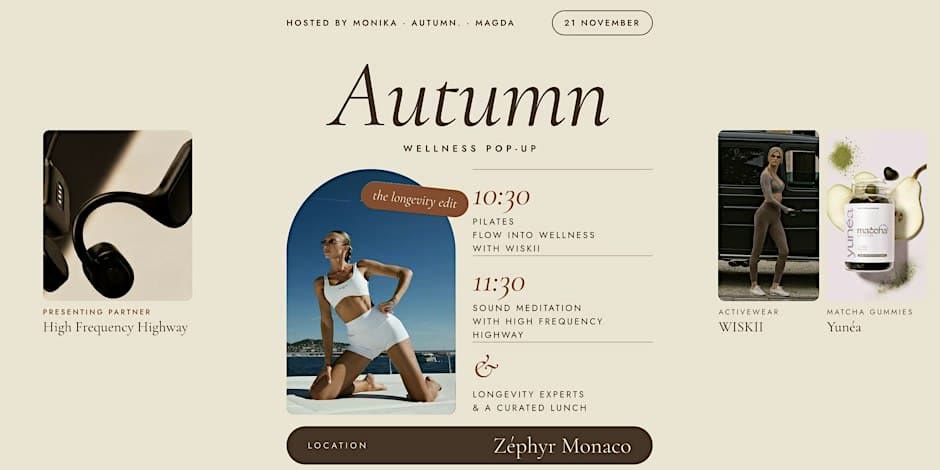 HOSTED BY MONIKA · AUTUMN. · MAGDA
21 NOVEMBER
Autumn
WELLNESS POP-UP
the longevity edit
10:30
PILATES
FLOW INTO WELLNESS
WITH WISKII
11:30
SOUND MEDITATION
WITH HIGH FREQUENCY
HIGHWAY
&
LONGEVITY EXPERTS
& A CURATED LUNCH
LOCATION
Zéphyr Monaco
PRESENTING PARTNER
High Frequency Highway
ACTIVEWEAR
WISKII
MATCHA GUMMIES
Yunéa
yunéa
matcha